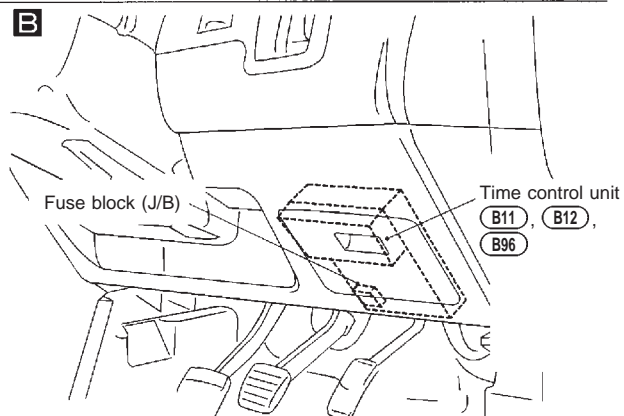 B
Fuse block (J/B)
Time control unit
B11, B12,
B96